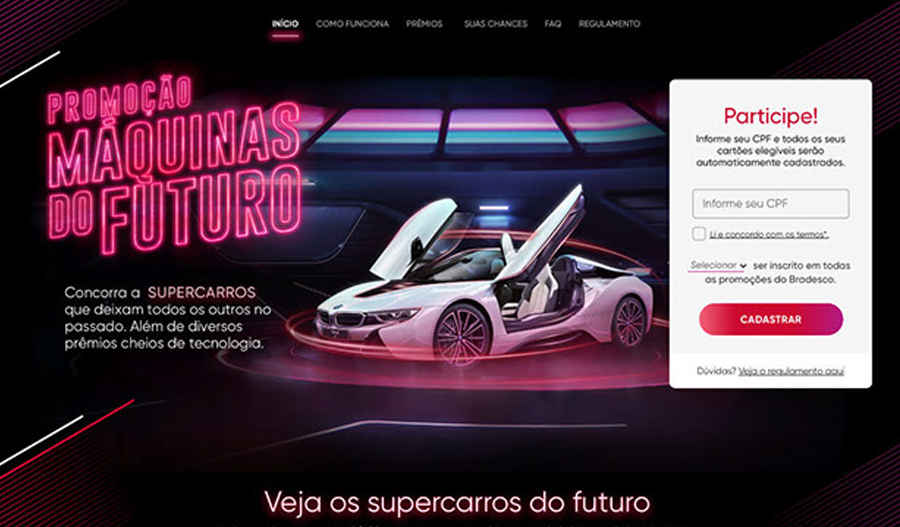 INÍCIO COMO FUNCIONA PRÊMIOS SUAS CHANCES FAQ REGULAMENTO
PROMOÇÃO
MÁQUINAS
DO FUTURO
Concorra a SUPERCARROS
que deixam todos os outros no
passado. Além de diversos
prêmios cheios de tecnologia.
Participe!
Informe seu CPF e todos os seus
cartões elegíveis serão
automaticamente cadastrados.
Informe seu CPF
Li e concordo com os termos*.
Selecionar ser inscrito em todas
as promoções do Bradesco.
CADASTRAR
Dúvidas? Veja o regulamento aqui
Veja os supercarros do futuro